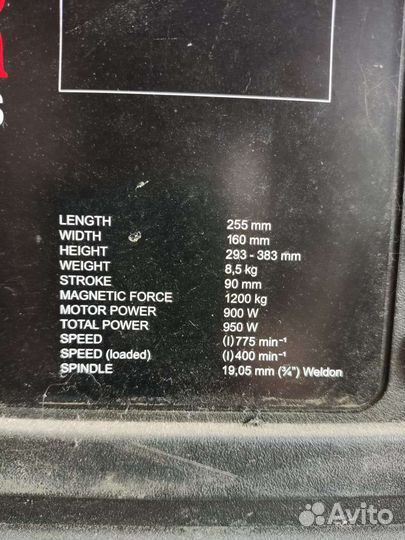 LENGTH 255 mm
WIDTH 160 mm
HEIGHT 293 - 383 mm
WEIGHT 8,5 kg
STROKE 90 mm
MAGNETIC FORCE 1200 kg
MOTOR POWER 900 W
TOTAL POWER 950 W
SPEED (I) 775 min⁻¹
SPEED (loaded) (I) 400 min⁻¹
SPINDLE 19,05 mm (¾") Weldon
Avito